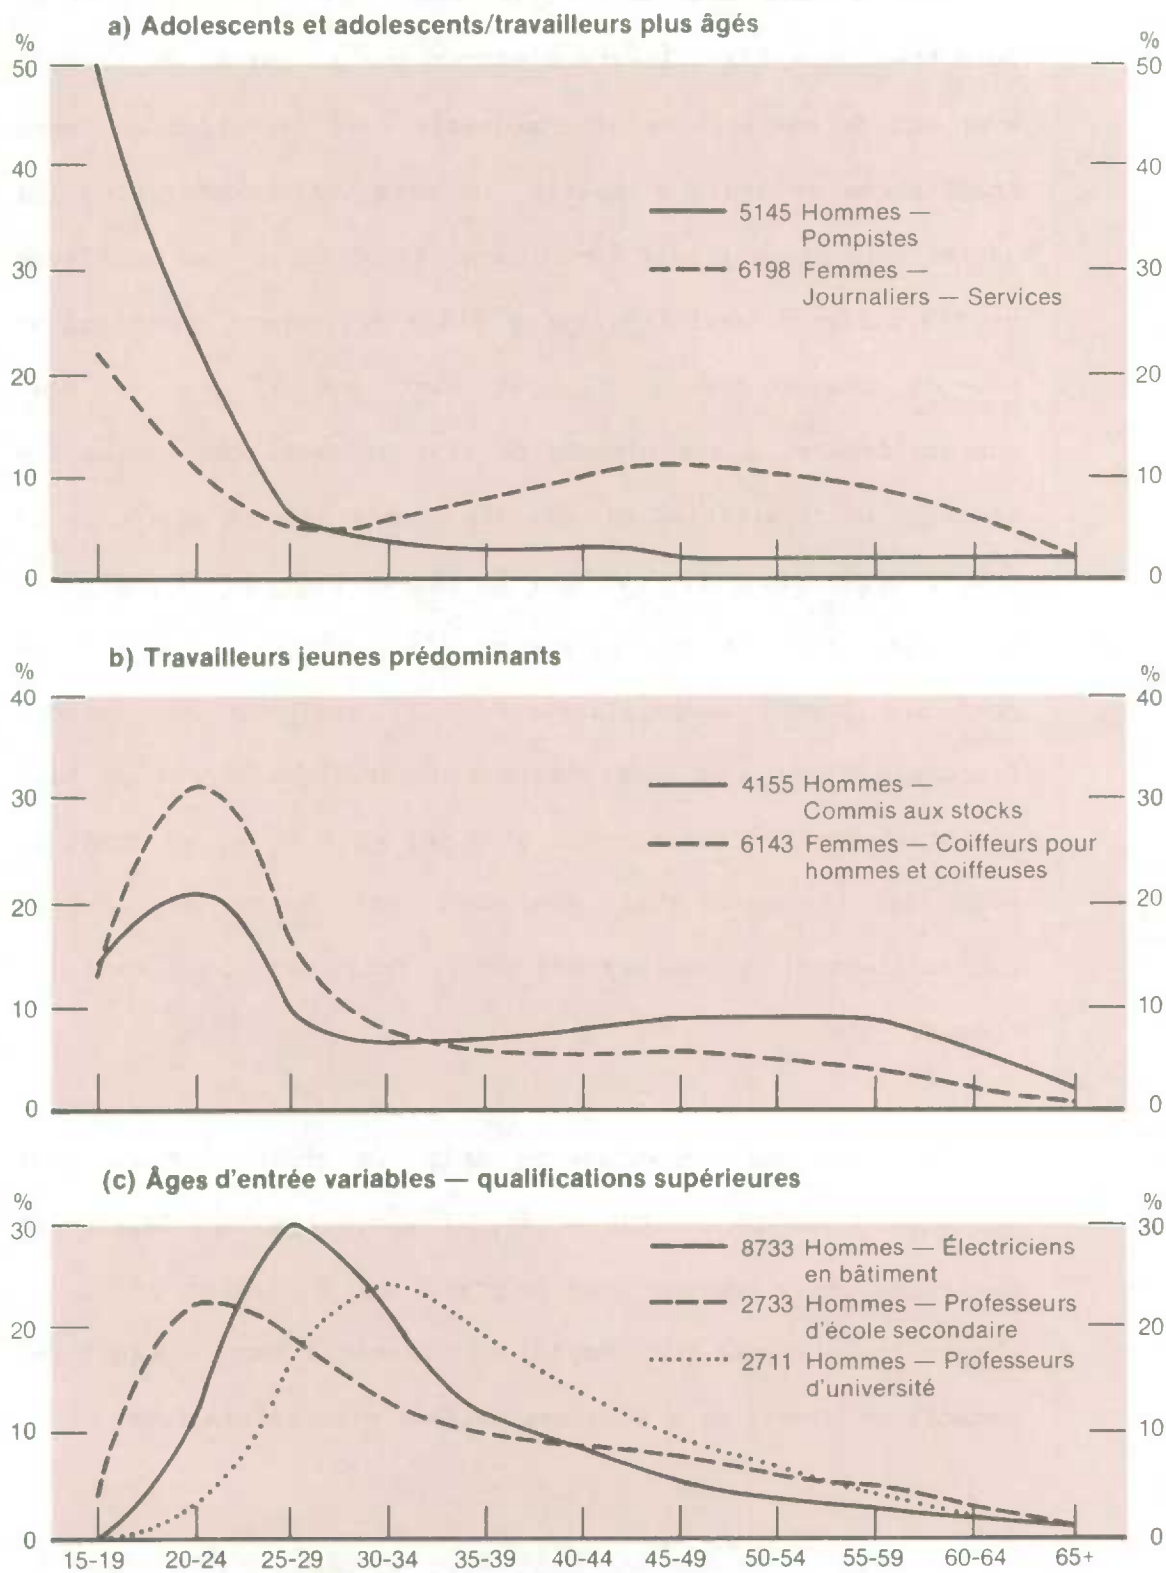 a) Adolescents et adolescents/travailleurs plus âgés
% %
50 50
40 40
5145 Hommes —
Pompistes
30 6198 Femmes — 30
Journaliers — Services
20 20
10 10
0 0
b) Travailleurs jeunes prédominants
% %
40 40
4155 Hommes —
30 30
Commis aux stocks
6143 Femmes — Coiffeurs pour
hommes et coiffeuses
20 20
10 10
0 0
(c) Âges d'entrée variables — qualifications supérieures
% %
30 30
8733 Hommes — Électriciens
en bâtiment
2733 Hommes — Professeurs
20 d'école secondaire 20
2711 Hommes — Professeurs
d'université
10 10
0 0
15-19 20-24 25-29 30-34 35-39 40-44 45-49 50-54 55-59 60-64 65+